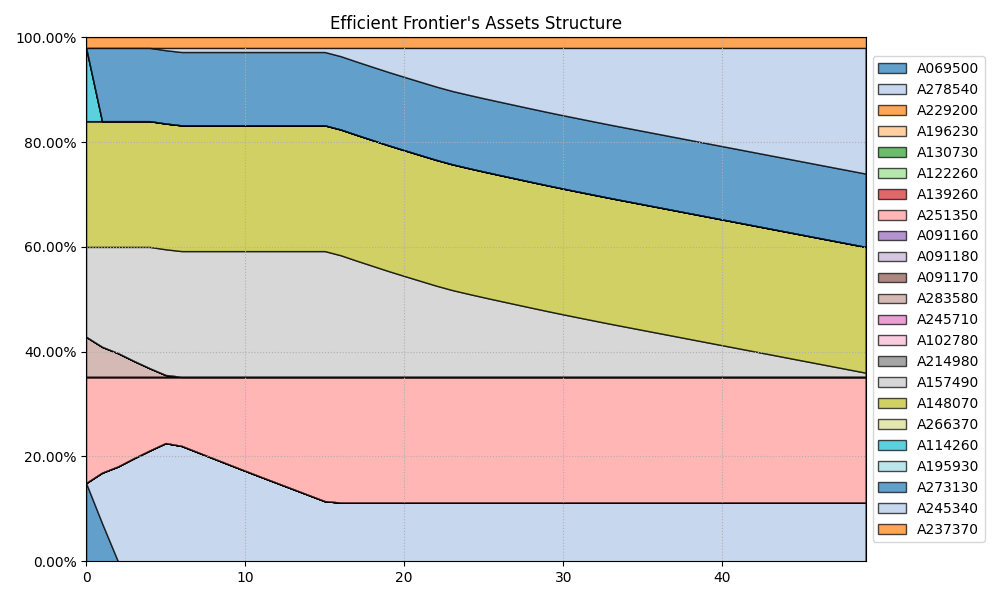 Efficient Frontier's Assets Structure
100.00%
80.00%
60.00%
40.00%
20.00%
0.00%
0
10
20
30
40
A069500
A278540
A229200
A196230
A130730
A122260
A139260
A251350
A091160
A091180
A091170
A283580
A245710
A102780
A214980
A157490
A148070
A266370
A114260
A195930
A273130
A245340
A237370